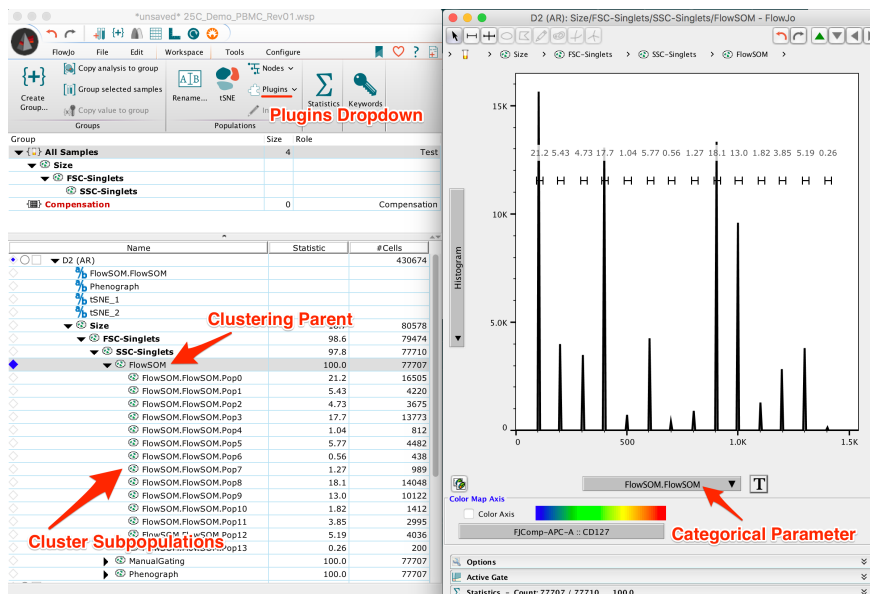 *unsaved* 25C_Demo_PBMC_Rev01.wsp
FlowJo File Edit Workspace Tools Configure
{+} Create Group...
Copy analysis to group
Group selected samples
Copy value to group
Groups
A|B Rename...
tSNE
Nodes
Plugins
Populations
Σ Statistics
Keywords
Plugins Dropdown
Group Size Role
{ } All Samples 4 Test
Size
FSC-Singlets
SSC-Singlets
{ } Compensation 0 Compensation
Name Statistic #Cells
D2 (AR) 430674
FlowSOM.FlowSOM
Phenograph
tSNE_1
tSNE_2
Clustering Parent
Size 80578
FSC-Singlets 98.6 79474
SSC-Singlets 97.8 77710
FlowSOM 100.0 77707
FlowSOM.FlowSOM.Pop0 21.2 16505
FlowSOM.FlowSOM.Pop1 5.43 4220
FlowSOM.FlowSOM.Pop2 4.73 3675
FlowSOM.FlowSOM.Pop3 17.7 13773
FlowSOM.FlowSOM.Pop4 1.04 812
FlowSOM.FlowSOM.Pop5 5.77 4482
FlowSOM.FlowSOM.Pop6 0.56 438
FlowSOM.FlowSOM.Pop7 1.27 989
FlowSOM.FlowSOM.Pop8 18.1 14048
FlowSOM.FlowSOM.Pop9 13.0 10122
FlowSOM.FlowSOM.Pop10 1.82 1412
FlowSOM.FlowSOM.Pop11 3.85 2995
FlowSOM.FlowSOM.Pop12 5.19 4036
FlowSOM.FlowSOM.Pop13 0.26 200
Cluster Subpopulations
ManualGating 100.0 77707
Phenograph 100.0 77707
D2 (AR): Size/FSC-Singlets/SSC-Singlets/FlowSOM - FlowJo
> > Size > FSC-Singlets > SSC-Singlets > FlowSOM >
Histogram
15K
10K
5.0K
0
21.2 5.43 4.73 17.7 1.04 5.77 0.56 1.27 18.1 13.0 1.82 3.85 5.19 0.26
0 500 1.0K 1.5K
FlowSOM.FlowSOM
T
Color Map Axis
Color Axis
FJComp-APC-A :: CD127
Categorical Parameter
Options
Active Gate
Σ Statistics - Count: 77707 / 77710 100.0